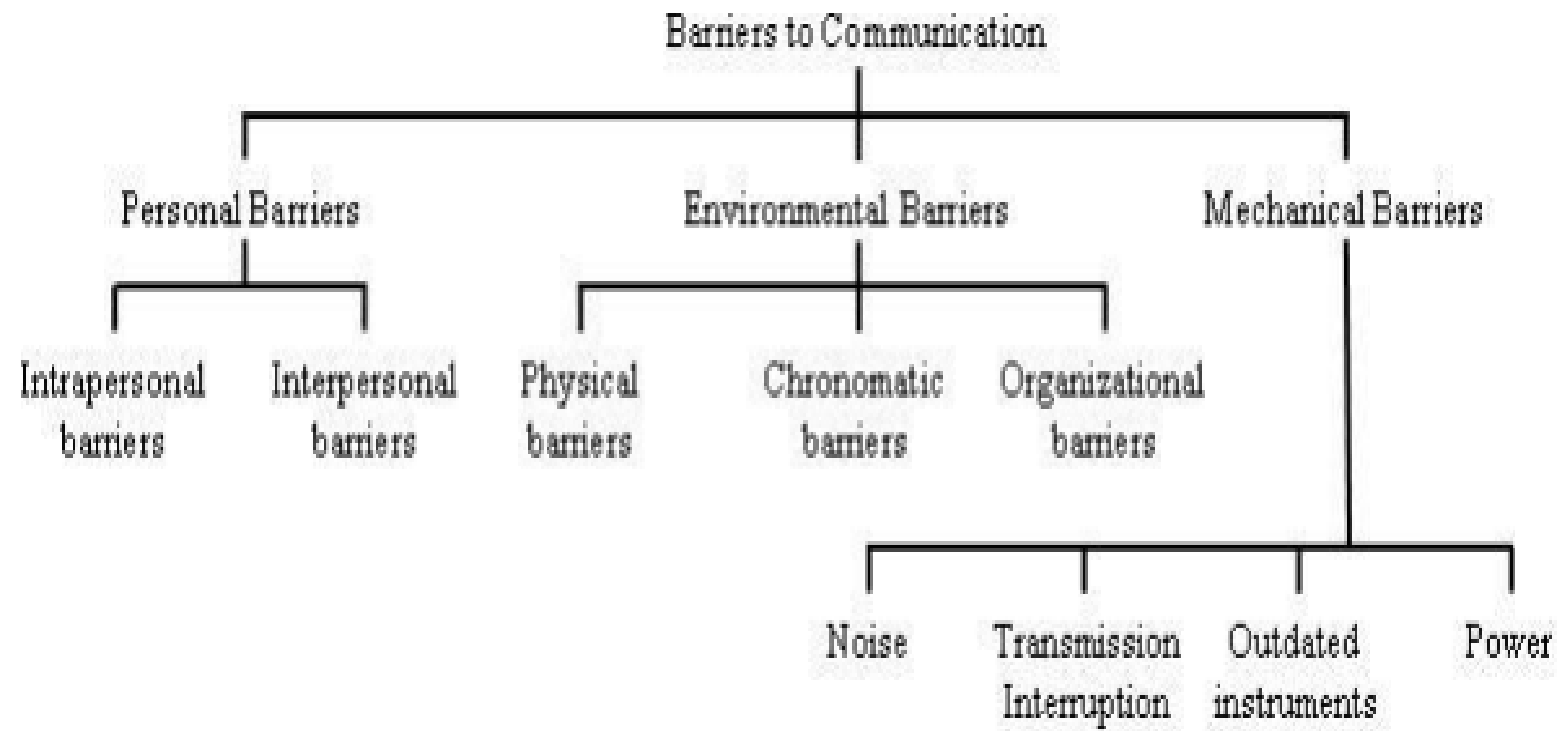 Barriers to Communication
Personal Barriers
Environmental Barriers
Mechanical Barriers
Intrapersonal
barriers
Interpersonal
barriers
Physical
barriers
Chronomatic
barriers
Organizational
barriers
Noise
Transmission
Interruption
Outdated
instruments
Power